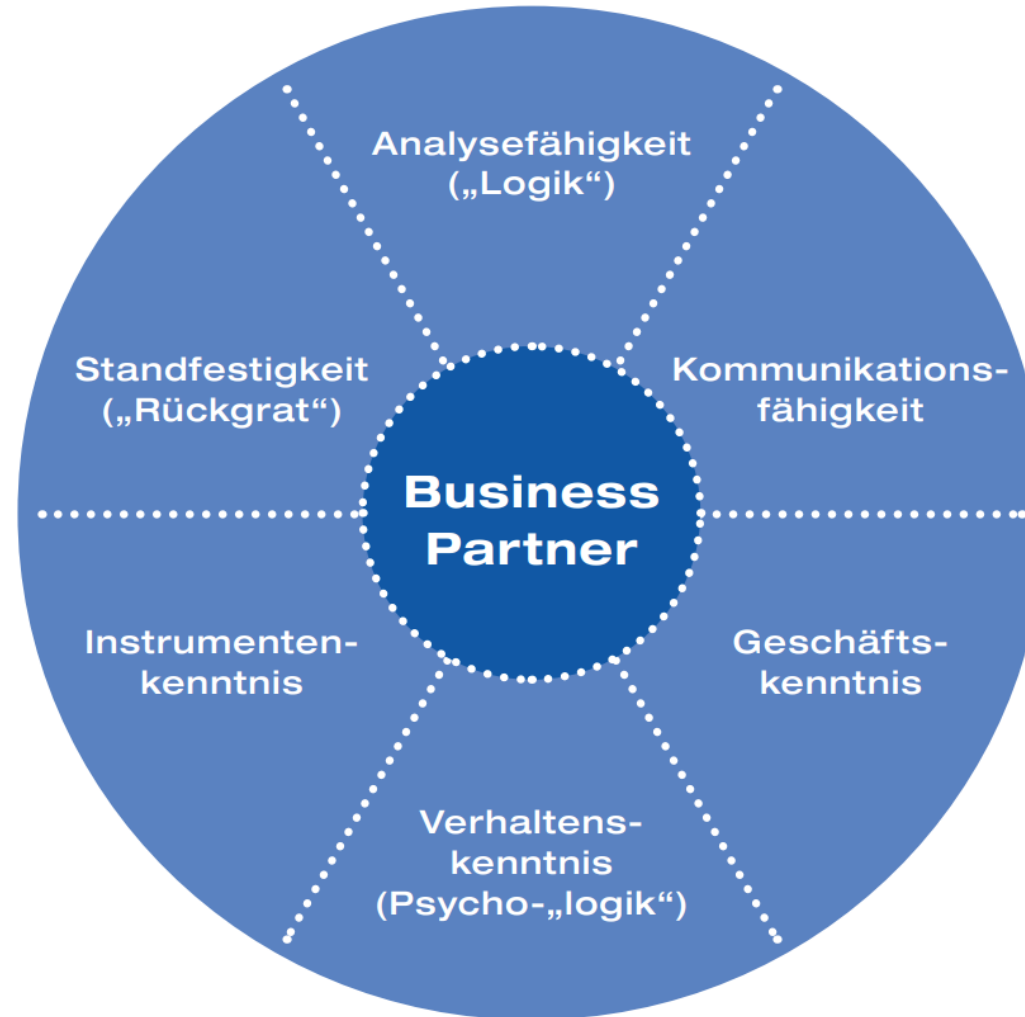 Analysefähigkeit
(„Logik“)
Standfestigkeit
(„Rückgrat“)
Kommunikations-
fähigkeit
Business
Partner
Instrumenten-
kenntnis
Geschäfts-
kenntnis
Verhaltens-
kenntnis
(Psycho-„logik“)